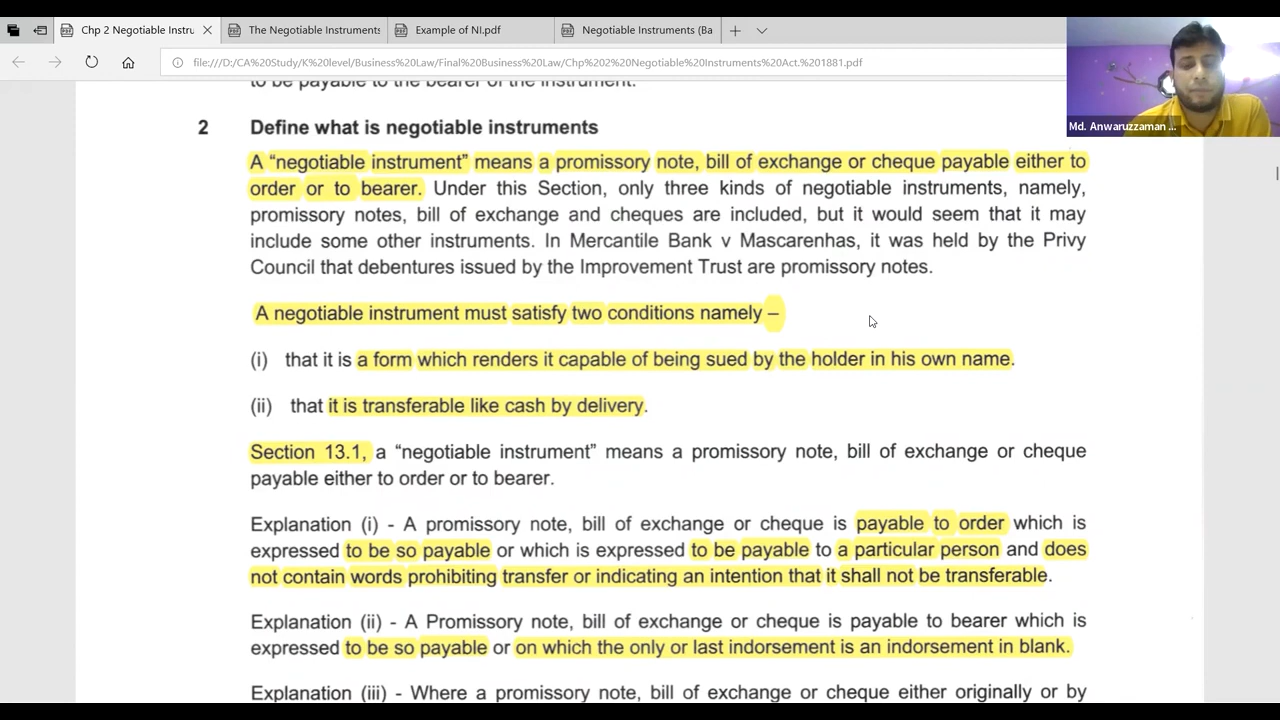 Chp 2 Negotiable Instru
The Negotiable Instruments
Example of NI.pdf
Negotiable Instruments (Ba
file:///D:/CA%20Study/K%20level/Business%20Law/Final%20Business%20Law/Chp%202%20Negotiable%20Instruments%20Act.%201881.pdf
Md. Anwaruzzaman ...
to be payable to the bearer of the instrument.
2 Define what is negotiable instruments
A “negotiable instrument” means a promissory note, bill of exchange or cheque payable either to
order or to bearer. Under this Section, only three kinds of negotiable instruments, namely,
promissory notes, bill of exchange and cheques are included, but it would seem that it may
include some other instruments. In Mercantile Bank v Mascarenhas, it was held by the Privy
Council that debentures issued by the Improvement Trust are promissory notes.
A negotiable instrument must satisfy two conditions namely –
(i) that it is a form which renders it capable of being sued by the holder in his own name.
(ii) that it is transferable like cash by delivery.
Section 13.1, a “negotiable instrument” means a promissory note, bill of exchange or cheque
payable either to order or to bearer.
Explanation (i) - A promissory note, bill of exchange or cheque is payable to order which is
expressed to be so payable or which is expressed to be payable to a particular person and does
not contain words prohibiting transfer or indicating an intention that it shall not be transferable.
Explanation (ii) - A Promissory note, bill of exchange or cheque is payable to bearer which is
expressed to be so payable or on which the only or last indorsement is an indorsement in blank.
Explanation (iii) - Where a promissory note, bill of exchange or cheque either originally or by